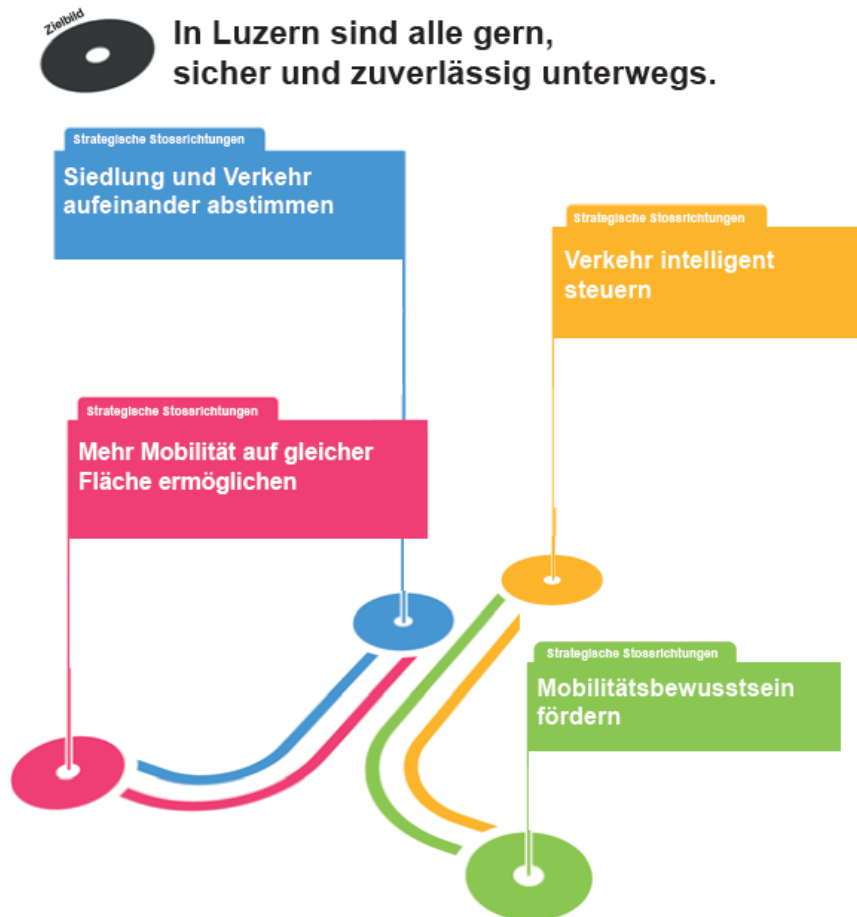 Zielbild
In Luzern sind alle gern,
sicher und zuverlässig unterwegs.
Strategische Stossrichtungen
Siedlung und Verkehr
aufeinander abstimmen
Strategische Stossrichtungen
Verkehr intelligent
steuern
Strategische Stossrichtungen
Mehr Mobilität auf gleicher
Fläche ermöglichen
Strategische Stossrichtungen
Mobilitätsbewusstsein
fördern